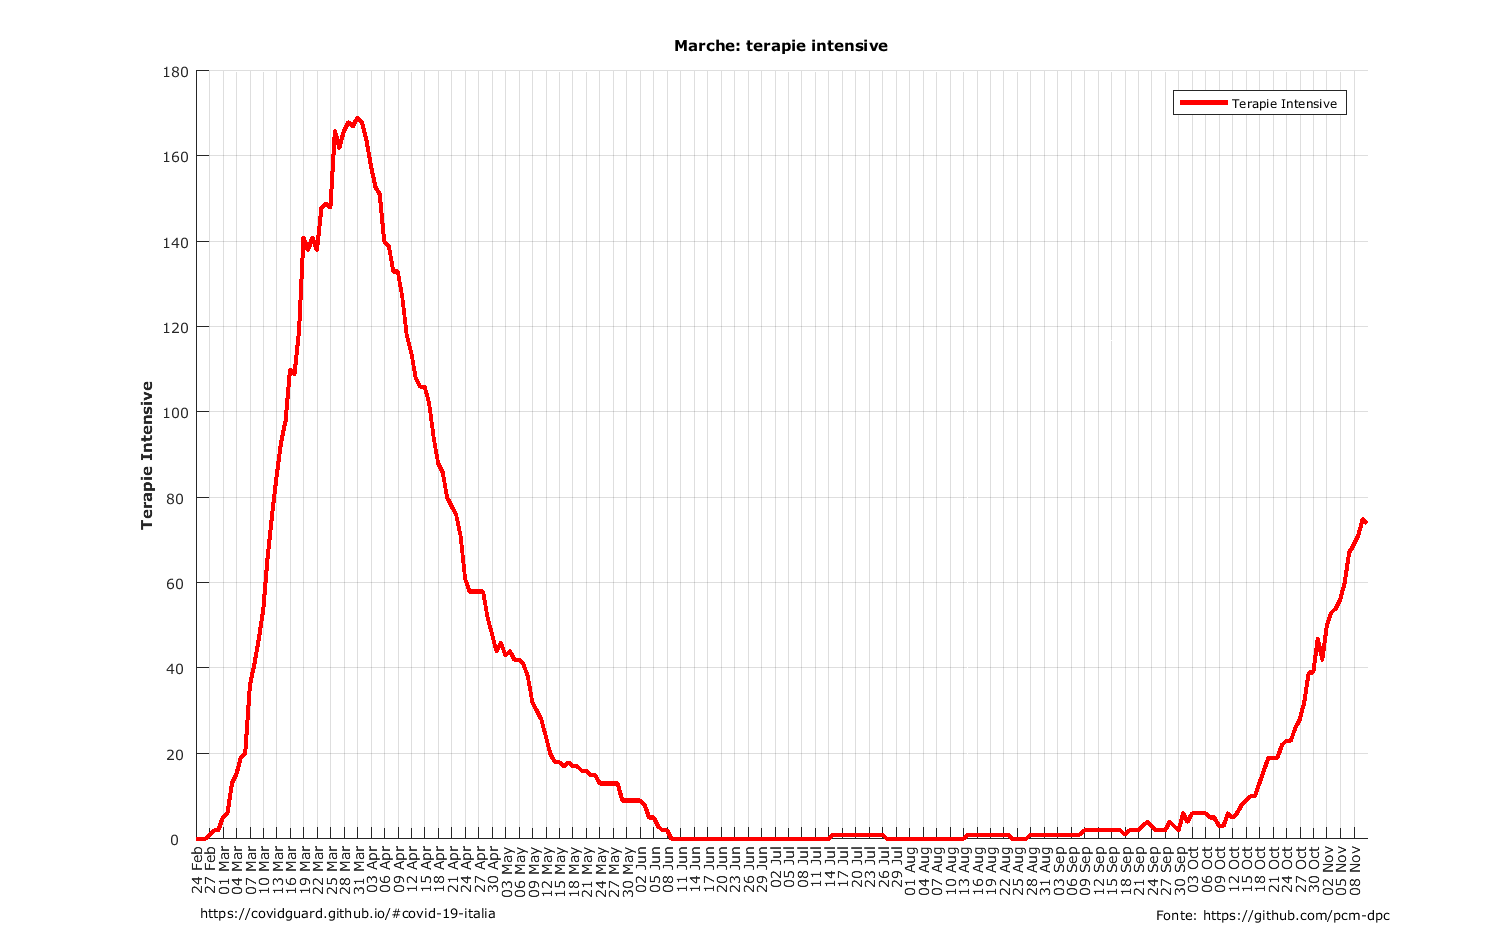 Marche: terapie intensive
Terapie Intensive
Terapie Intensive
180
160
140
120
100
80
60
40
20
0
24 Feb
27 Feb
01 Mar
04 Mar
07 Mar
10 Mar
13 Mar
16 Mar
19 Mar
22 Mar
25 Mar
28 Mar
31 Mar
03 Apr
06 Apr
09 Apr
12 Apr
15 Apr
18 Apr
21 Apr
24 Apr
27 Apr
30 Apr
03 May
06 May
09 May
12 May
15 May
18 May
21 May
24 May
27 May
30 May
02 Jun
05 Jun
08 Jun
11 Jun
14 Jun
17 Jun
20 Jun
23 Jun
26 Jun
29 Jun
02 Jul
05 Jul
08 Jul
11 Jul
14 Jul
17 Jul
20 Jul
23 Jul
26 Jul
29 Jul
01 Aug
04 Aug
07 Aug
10 Aug
13 Aug
16 Aug
19 Aug
22 Aug
25 Aug
28 Aug
31 Aug
03 Sep
06 Sep
09 Sep
12 Sep
15 Sep
18 Sep
21 Sep
24 Sep
27 Sep
30 Sep
03 Oct
06 Oct
09 Oct
12 Oct
15 Oct
18 Oct
21 Oct
24 Oct
27 Oct
30 Oct
02 Nov
05 Nov
08 Nov
https://covidguard.github.io/#covid-19-italia
Fonte: https://github.com/pcm-dpc